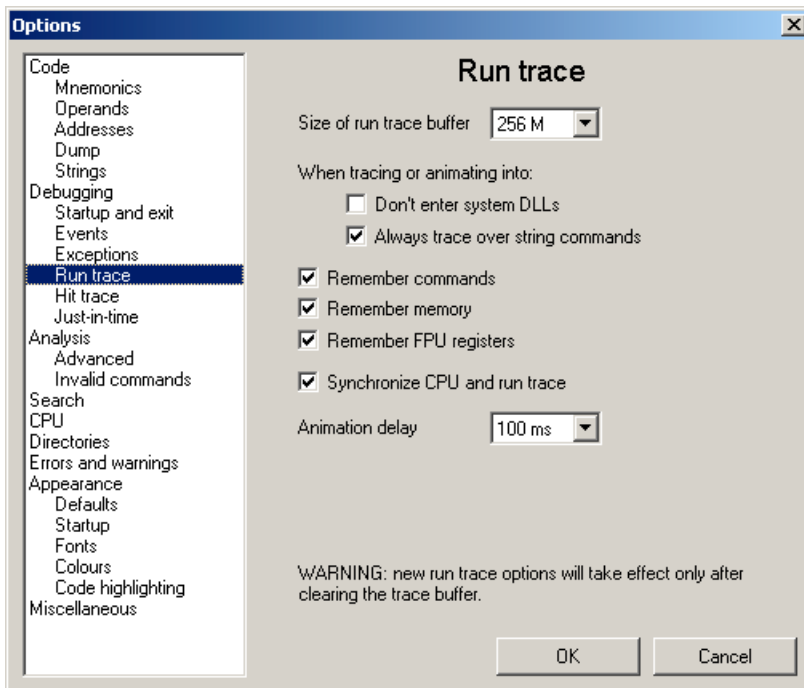 Options
Code
Mnemonics
Operands
Addresses
Dump
Strings
Debugging
Startup and exit
Events
Exceptions
Run trace
Hit trace
Just-in-time
Analysis
Advanced
Invalid commands
Search
CPU
Directories
Errors and warnings
Appearance
Defaults
Startup
Fonts
Colours
Code highlighting
Miscellaneous
Run trace
Size of run trace buffer 256 M
When tracing or animating into:
Don't enter system DLLs
Always trace over string commands
Remember commands
Remember memory
Remember FPU registers
Synchronize CPU and run trace
Animation delay 100 ms
WARNING: new run trace options will take effect only after
clearing the trace buffer.
OK Cancel